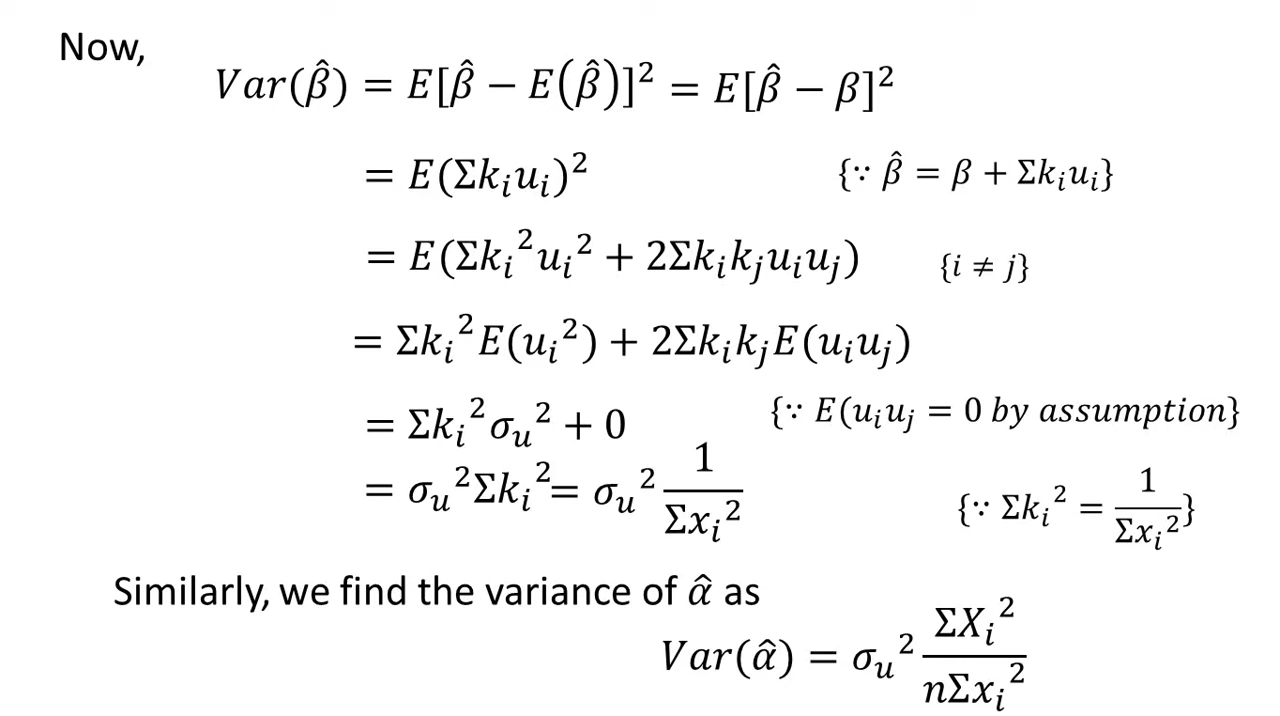 Now,
Var(β̂) = E[β̂ − E(β̂)]² = E[β̂ − β]²
= E(Σkᵢuᵢ)² {∵ β̂ = β + Σkᵢuᵢ}
= E(Σkᵢ²uᵢ² + 2Σkᵢkⱼuᵢuⱼ) {i ≠ j}
= Σkᵢ²E(uᵢ²) + 2ΣkᵢkⱼE(uᵢuⱼ)
= Σkᵢ²σᵤ² + 0 {∵ E(uᵢuⱼ = 0 by assumption}
= σᵤ²Σkᵢ² = σᵤ² 1/Σxᵢ² {∵ Σkᵢ² = 1/Σxᵢ²}
Similarly, we find the variance of α̂ as
Var(α̂) = σᵤ² ΣXᵢ²/nΣxᵢ²